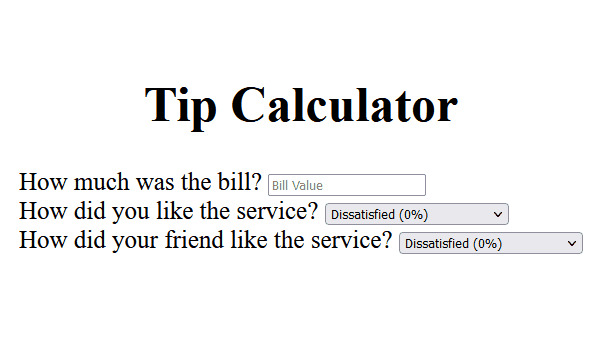 Tip Calculator
How much was the bill? Bill Value
How did you like the service? Dissatisfied (0%)
How did your friend like the service? Dissatisfied (0%)